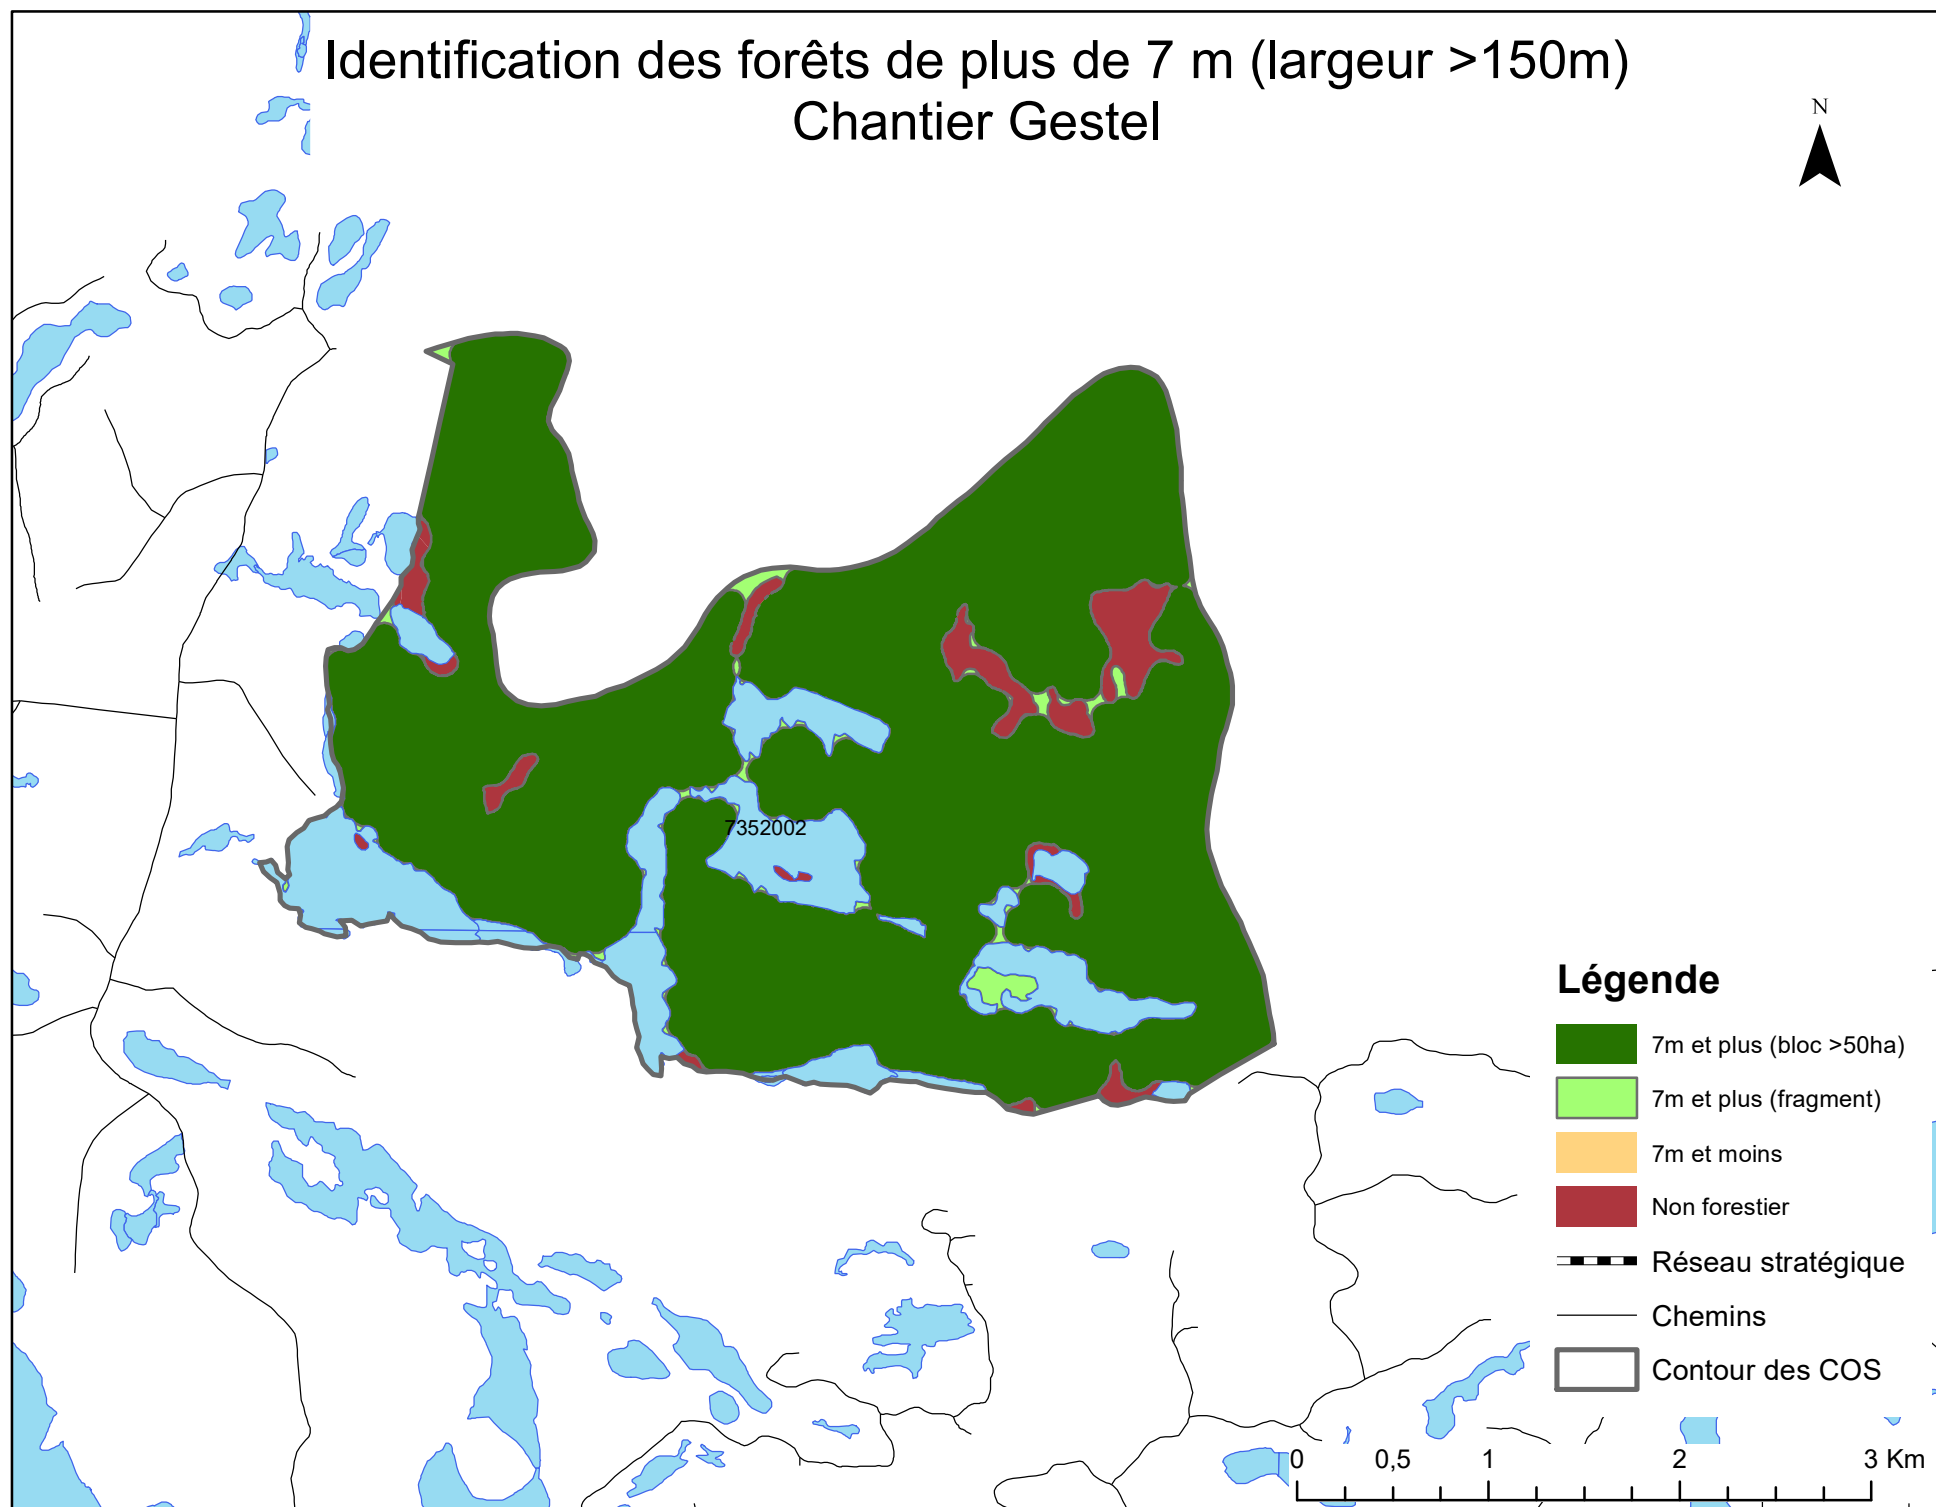 Identification des forêts de plus de 7 m (largeur >150m)
Chantier Gestel
N
7352002
Légende
7m et plus (bloc >50ha)
7m et plus (fragment)
7m et moins
Non forestier
Réseau stratégique
Chemins
Contour des COS
0 0,5 1 2 3 Km